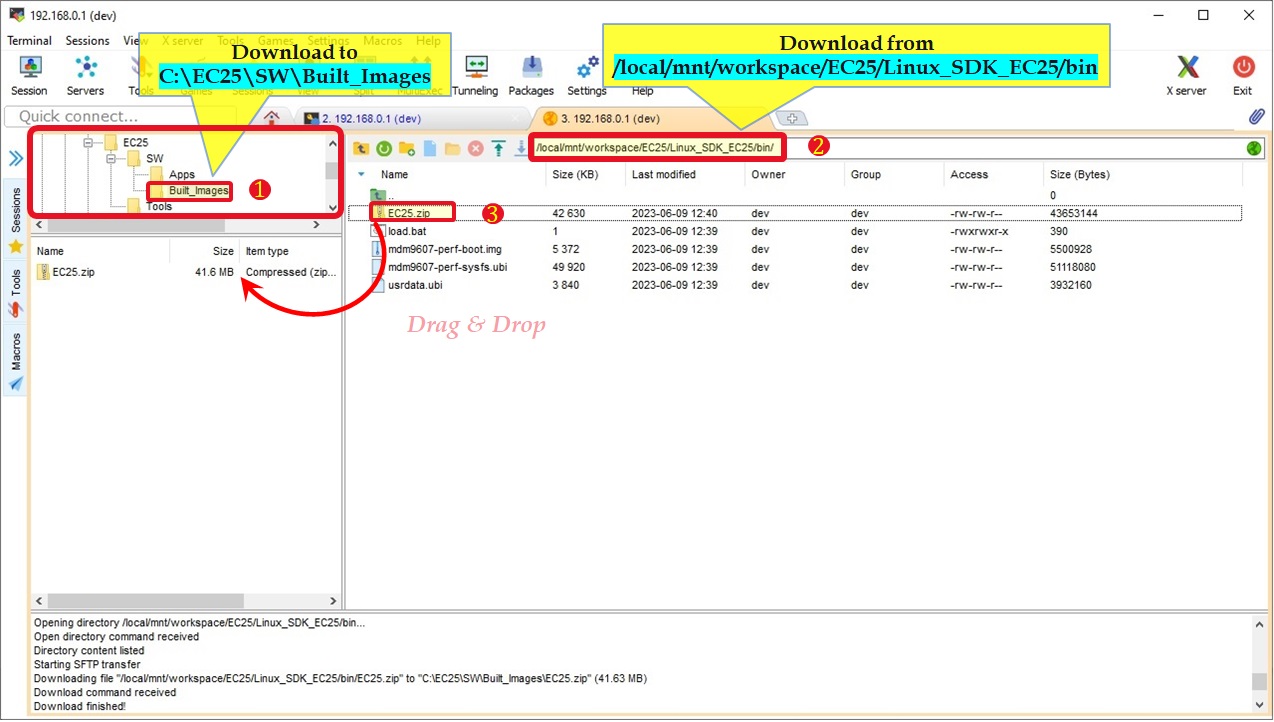 192.168.0.1 (dev)
Terminal Sessions View X server Tools Games Settings Macros Help
Download to
C:\EC25\SW\Built_Images
Download from
/local/mnt/workspace/EC25/Linux_SDK_EC25/bin
Session Servers Tools Games Sessions View Split MultiExec Tunneling Packages Settings Help X server Exit
Quick connect...
2. 192.168.0.1 (dev)
3. 192.168.0.1 (dev)
EC25
SW
Apps
Built_Images
Tools
1
/local/mnt/workspace/EC25/Linux_SDK_EC25/bin/
2
Sessions
Tools
Macros
Name Size Item type
EC25.zip 41.6 MB Compressed (zip...
Name Size (KB) Last modified Owner Group Access Size (Bytes)
.. 0
EC25.zip 3 42 630 2023-06-09 12:40 dev dev -rw-rw-r-- 43653144
load.bat 1 2023-06-09 12:39 dev dev -rwxrwxr-x 390
mdm9607-perf-boot.img 5 372 2023-06-09 12:39 dev dev -rw-rw-r-- 5500928
mdm9607-perf-sysfs.ubi 49 920 2023-06-09 12:39 dev dev -rw-rw-r-- 51118080
usrdata.ubi 3 840 2023-06-09 12:39 dev dev -rw-rw-r-- 3932160
Drag & Drop
Opening directory /local/mnt/workspace/EC25/Linux_SDK_EC25/bin...
Open directory command received
Directory content listed
Starting SFTP transfer
Downloading file "/local/mnt/workspace/EC25/Linux_SDK_EC25/bin/EC25.zip" to "C:\EC25\SW\Built_Images\EC25.zip" (41.63 MB)
Download command received
Download finished!